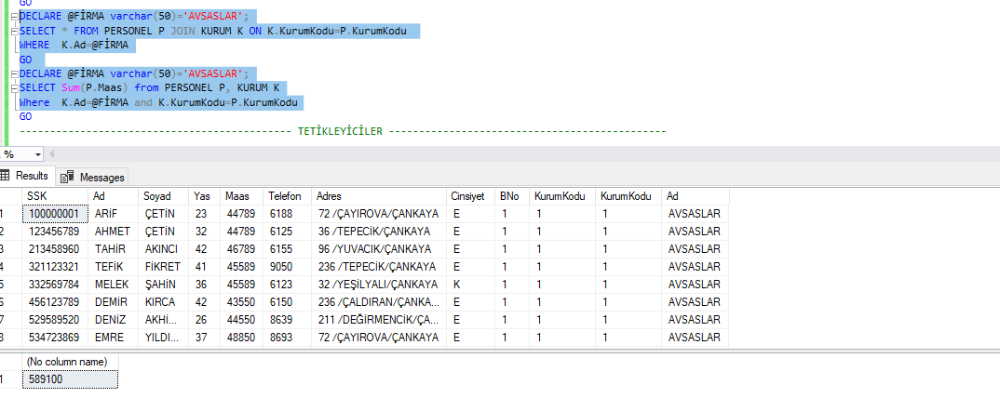 GO
DECLARE @FİRMA varchar(50)='AVSASLAR';
SELECT * FROM PERSONEL P JOIN KURUM K ON K.KurumKodu=P.KurumKodu
WHERE  K.Ad=@FİRMA
GO
DECLARE @FİRMA varchar(50)='AVSASLAR';
SELECT Sum(P.Maas) from PERSONEL P, KURUM K
Where  K.Ad=@FİRMA and K.KurumKodu=P.KurumKodu
GO
------------------------------------------- TETİKLEYİCİLER --------------------------------------------
%
Results Messages
SSK Ad Soyad Yas Maas Telefon Adres Cinsiyet BNo KurumKodu KurumKodu Ad
1 100000001 ARİF ÇETİN 23 44789 6188 72 /ÇAYIROVA/ÇANKAYA E 1 1 1 AVSASLAR
2 123456789 AHMET ÇETİN 32 44789 6125 36 /TEPECİK/ÇANKAYA E 1 1 1 AVSASLAR
3 213458960 TAHİR AKINCI 42 46789 6155 96 /YUVACIK/ÇANKAYA E 1 1 1 AVSASLAR
4 321123321 TEFİK FİKRET 41 45589 9050 236 /TEPECİK/ÇANKAYA E 1 1 1 AVSASLAR
5 332569784 MELEK ŞAHİN 36 45589 6123 32 /YEŞİLYALI/ÇANKAYA K 1 1 1 AVSASLAR
6 456123789 DEMİR KIRCA 42 43550 6150 236 /ÇALDIRAN/ÇANKA... E 1 1 1 AVSASLAR
7 529589520 DENİZ AKHİ... 26 44550 8639 211 /DEĞİRMENCİK/ÇA... E 1 1 1 AVSASLAR
8 534723869 EMRE YILDI... 37 48850 8693 72 /ÇAYIROVA/ÇANKAYA E 1 1 1 AVSASLAR
(No column name)
1 589100